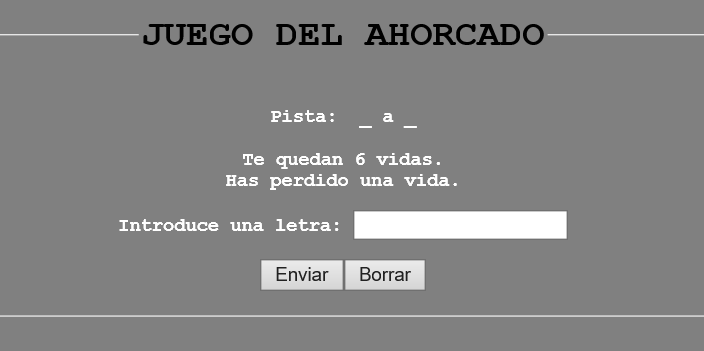 JUEGO DEL AHORCADO
Pista: _ a _
Te quedan 6 vidas.
Has perdido una vida.
Introduce una letra:
Enviar Borrar